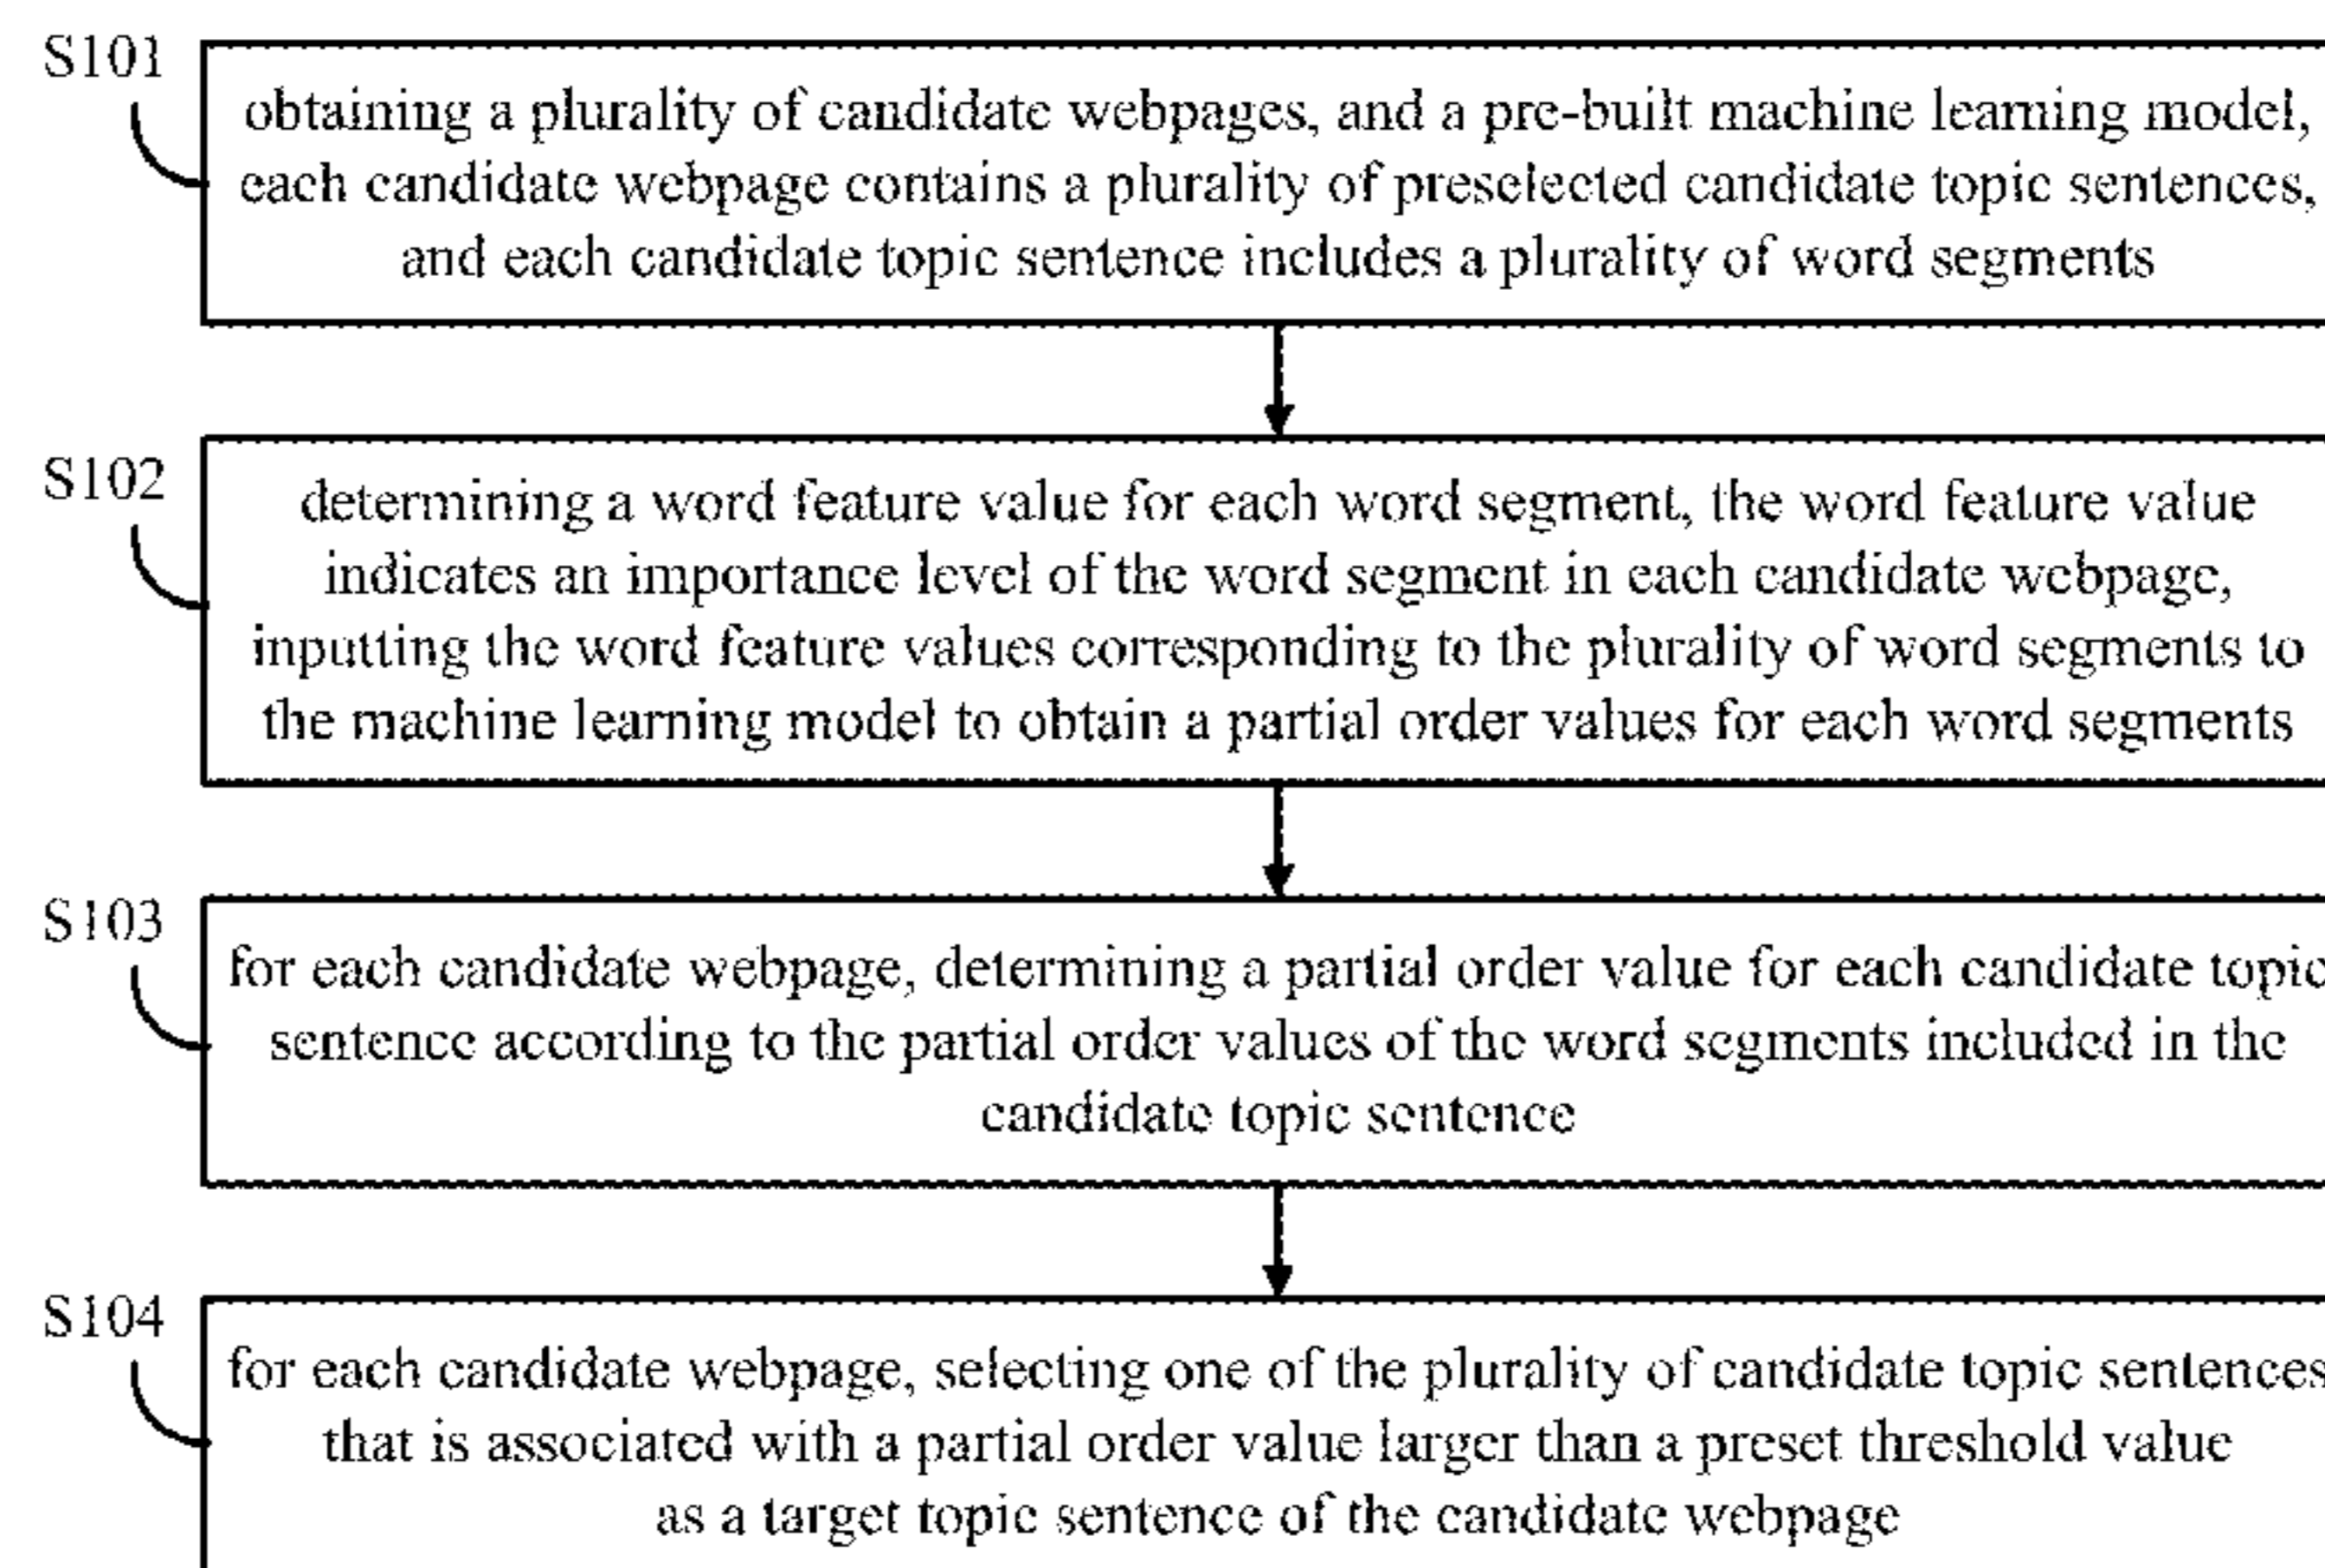 S101
obtaining a plurality of candidate webpages, and a pre-built machine learning model,
each candidate webpage contains a plurality of preselected candidate topic sentences,
and each candidate topic sentence includes a plurality of word segments
S102
determining a word feature value for each word segment, the word feature value
indicates an importance level of the word segment in each candidate webpage,
inputting the word feature values corresponding to the plurality of word segments to
the machine learning model to obtain a partial order values for each word segments
S103
for each candidate webpage, determining a partial order value for each candidate topic
sentence according to the partial order values of the word segments included in the
candidate topic sentence
S104
for each candidate webpage, selecting one of the plurality of candidate topic sentences
that is associated with a partial order value larger than a preset threshold value
as a target topic sentence of the candidate webpage